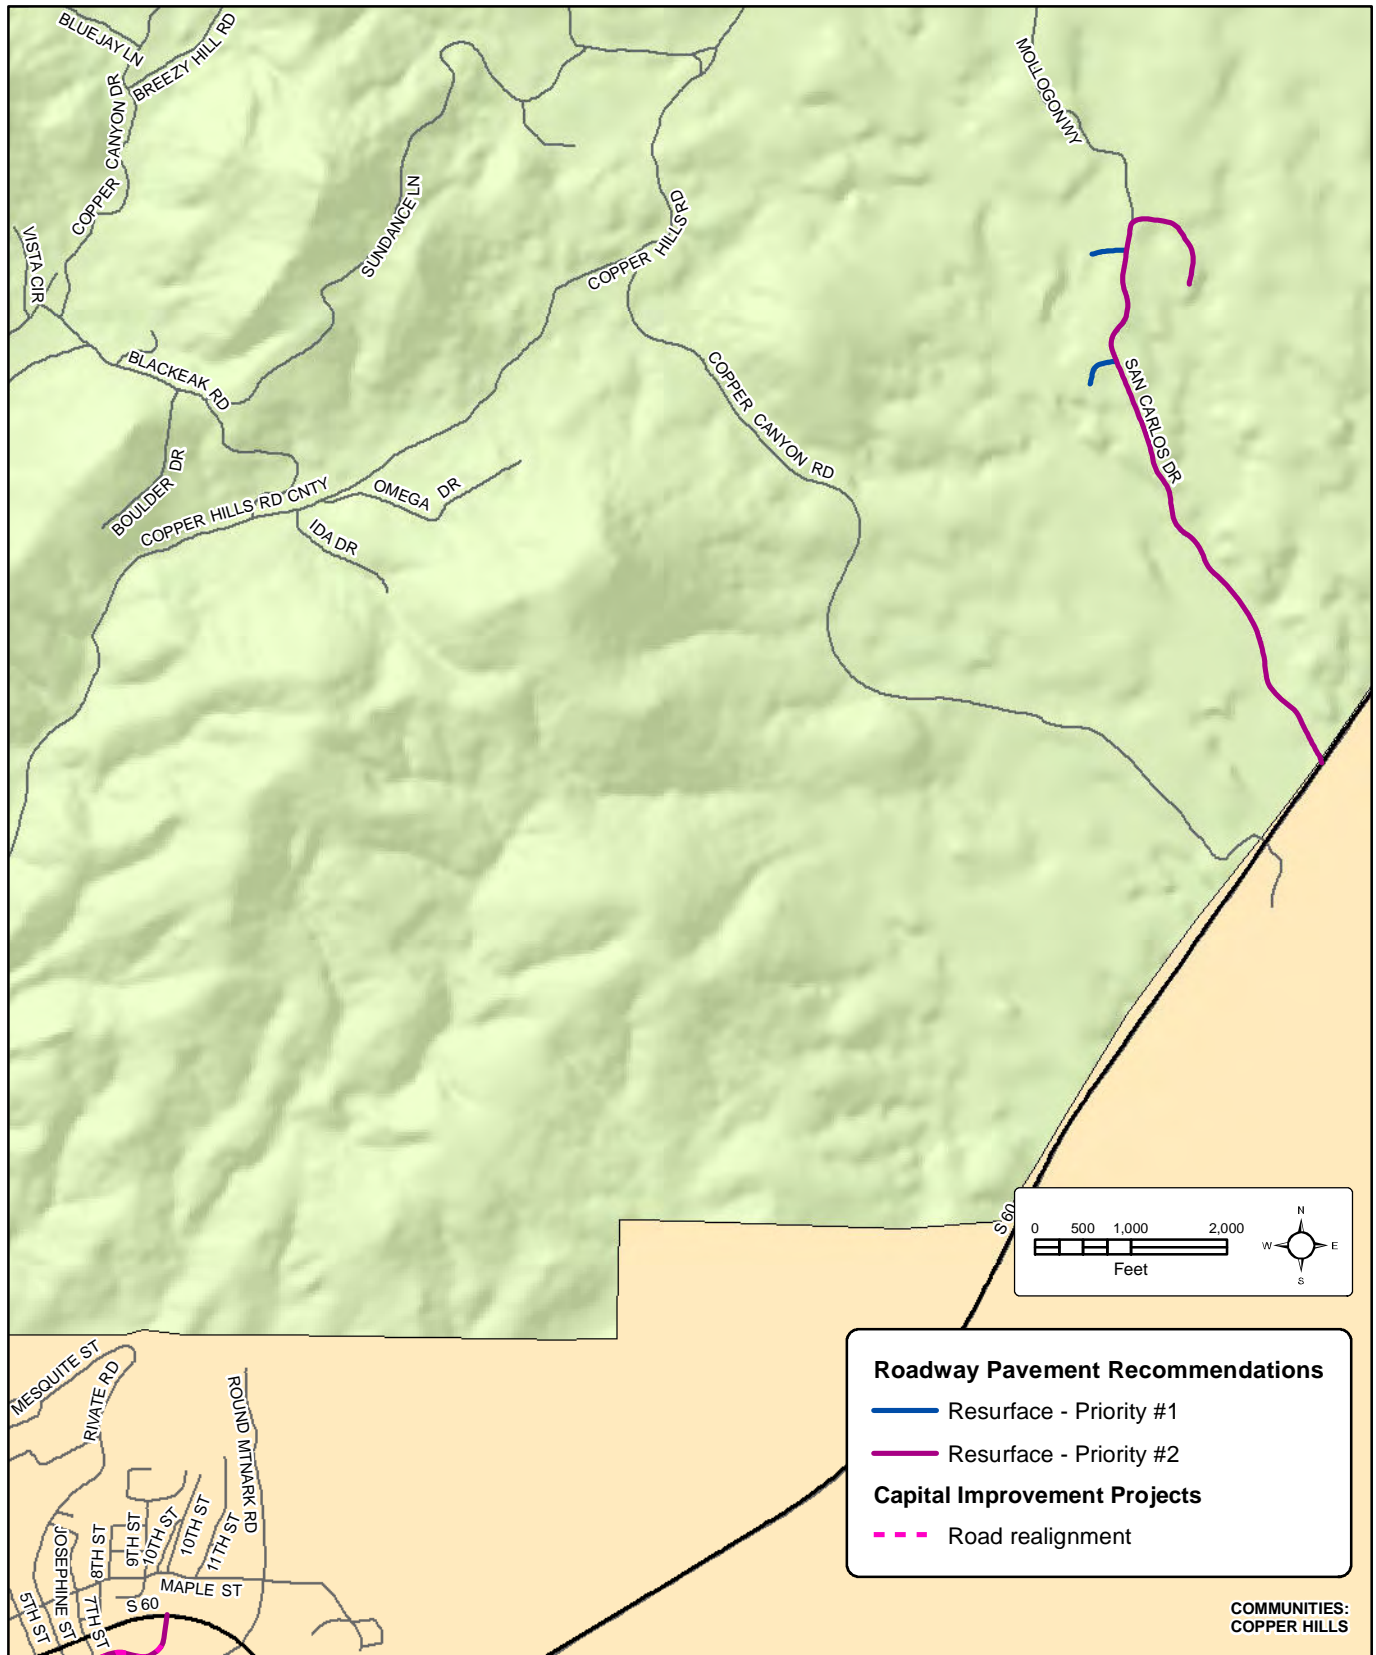 BLUEJAY LN
BREEZY HILL RD
COPPER CANYON DR
VISTA CIR
SUNDANCE LN
COPPER HILLS RD
MOLLOGON WY
BLACKEAK RD
BOULDER DR
COPPER HILLS RD CNTY
OMEGA DR
IDA DR
COPPER CANYON RD
SAN CARLOS DR
S 60
0 500 1,000 2,000
Feet
N
W E
S
Roadway Pavement Recommendations
Resurface - Priority #1
Resurface - Priority #2
Capital Improvement Projects
Road realignment
MESQUITE ST
RIVATE RD
ROUND MTNARK RD
JOSEPHINE ST
8TH ST
9TH ST
10TH ST
10TH ST
11TH ST
MAPLE ST
S 60
5TH ST
7TH ST
COMMUNITIES:
COPPER HILLS